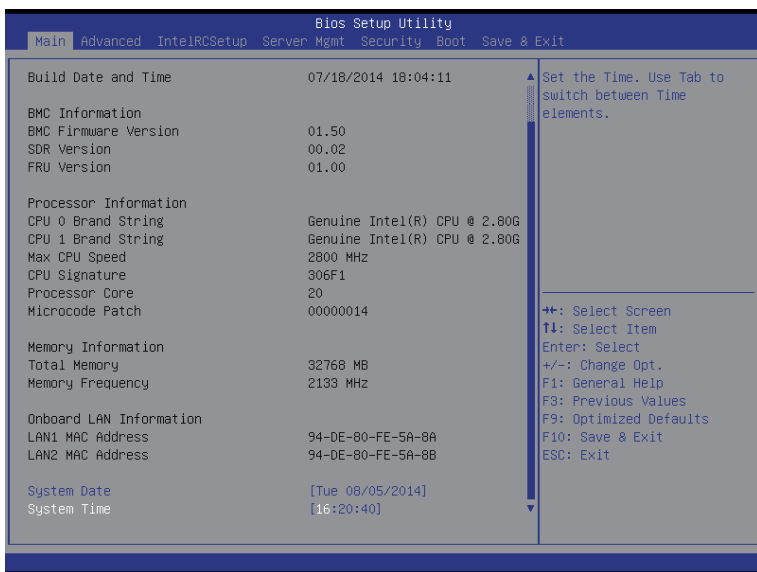 Bios Setup Utility
Main Advanced IntelRCSetup Server Mgmt Security Boot Save & Exit
Build Date and Time 07/18/2014 18:04:11
BMC Information
BMC Firmware Version 01.50
SDR Version 00.02
FRU Version 01.00
Processor Information
CPU 0 Brand String Genuine Intel(R) CPU @ 2.80G
CPU 1 Brand String Genuine Intel(R) CPU @ 2.80G
Max CPU Speed 2800 MHz
CPU Signature 306F1
Processor Core 20
Microcode Patch 00000014
Memory Information
Total Memory 32768 MB
Memory Frequency 2133 MHz
Onboard LAN Information
LAN1 MAC Address 94-DE-80-FE-5A-8A
LAN2 MAC Address 94-DE-80-FE-5A-8B
System Date [Tue 08/05/2014]
System Time [16:20:40]
Set the Time. Use Tab to
switch between Time
elements.
→←: Select Screen
↑↓: Select Item
Enter: Select
+/-: Change Opt.
F1: General Help
F3: Previous Values
F9: Optimized Defaults
F10: Save & Exit
ESC: Exit